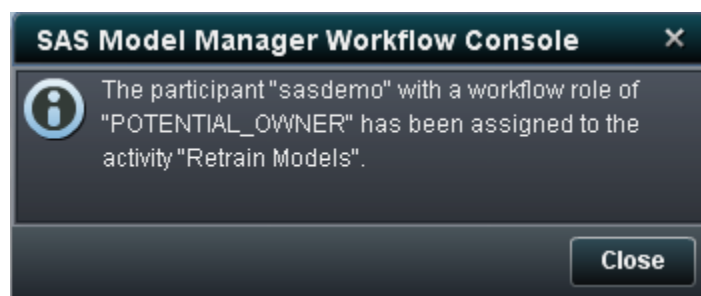 SAS Model Manager Workflow Console
The participant "sasdemo" with a workflow role of
"POTENTIAL_OWNER" has been assigned to the
activity "Retrain Models".
Close